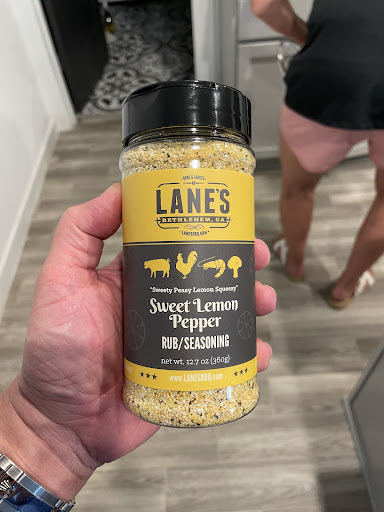 RUBS & SAUCES
LANE'S
BETHLEHEM, GA
LANESBBQ.COM
"Sweety Peasy Lemon Squeezy"
Sweet Lemon
Pepper
RUB/SEASONING
net wt. 12.7 oz (360g)
www.LANESBBQ.com